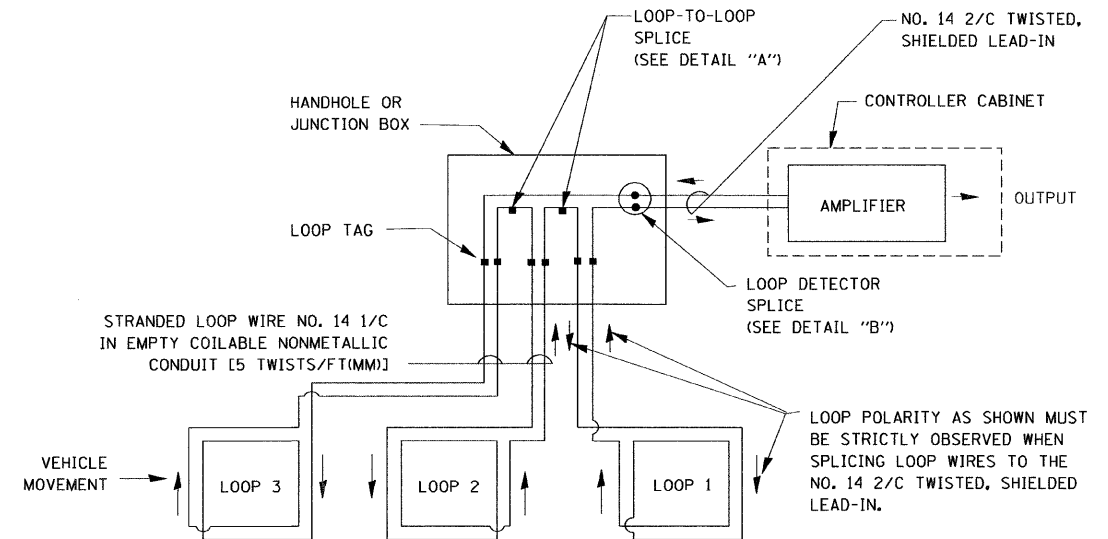 LOOP-TO-LOOP
SPLICE
(SEE DETAIL "A")
NO. 14 2/C TWISTED,
SHIELDED LEAD-IN
HANDHOLE OR
JUNCTION BOX
CONTROLLER CABINET
AMPLIFIER
OUTPUT
LOOP TAG
LOOP DETECTOR
SPLICE
(SEE DETAIL "B")
STRANDED LOOP WIRE NO. 14 1/C
IN EMPTY COILABLE NONMETALLIC
CONDUIT [5 TWISTS/FT(MM)]
LOOP POLARITY AS SHOWN MUST
BE STRICTLY OBSERVED WHEN
SPLICING LOOP WIRES TO THE
NO. 14 2/C TWISTED, SHIELDED
LEAD-IN.
VEHICLE
MOVEMENT
LOOP 3
LOOP 2
LOOP 1